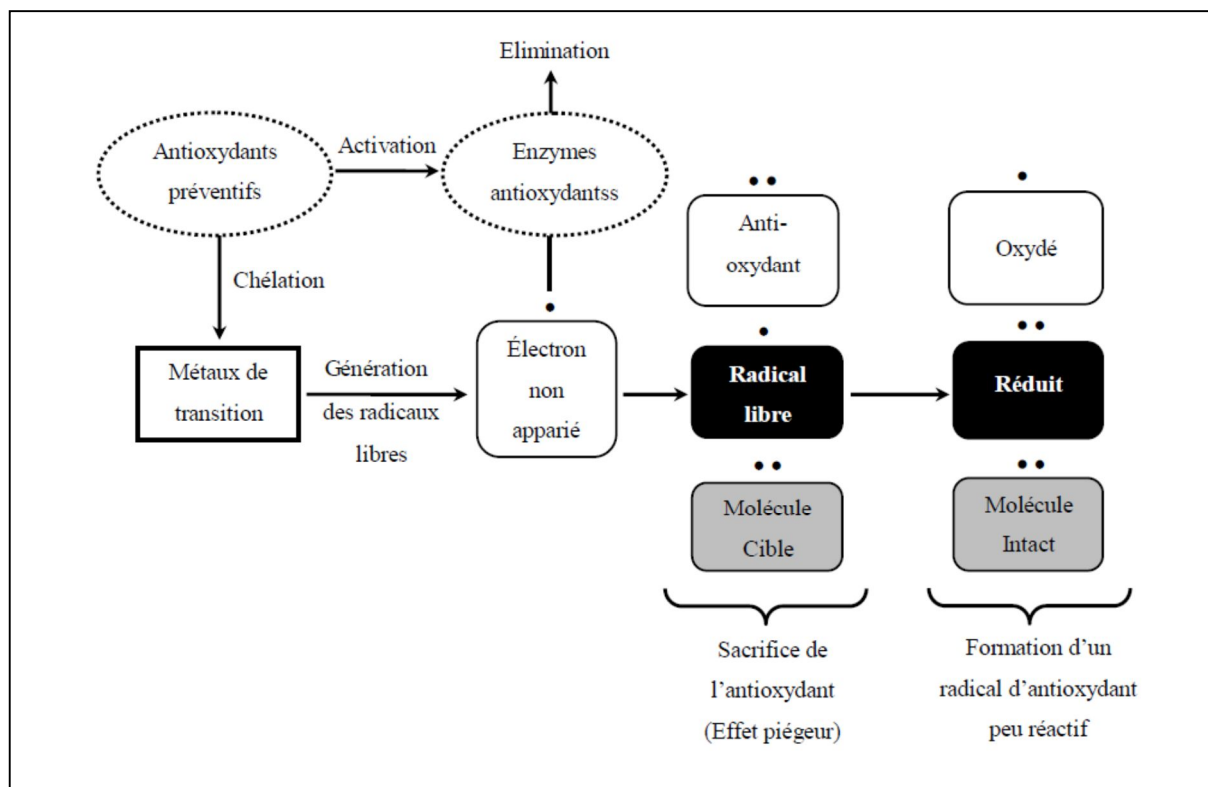 Elimination
Antioxydants
préventifs
Activation
Enzymes
antioxydantss
Anti-
oxydant
Oxydé
Chélation
Métaux de
transition
Génération
des radicaux
libres
Électron
non
apparié
Radical
libre
Réduit
Molécule
Cible
Molécule
Intact
Sacrifice de
l’antioxydant
(Effet piégeur)
Formation d’un
radical d’antioxydant
peu réactif